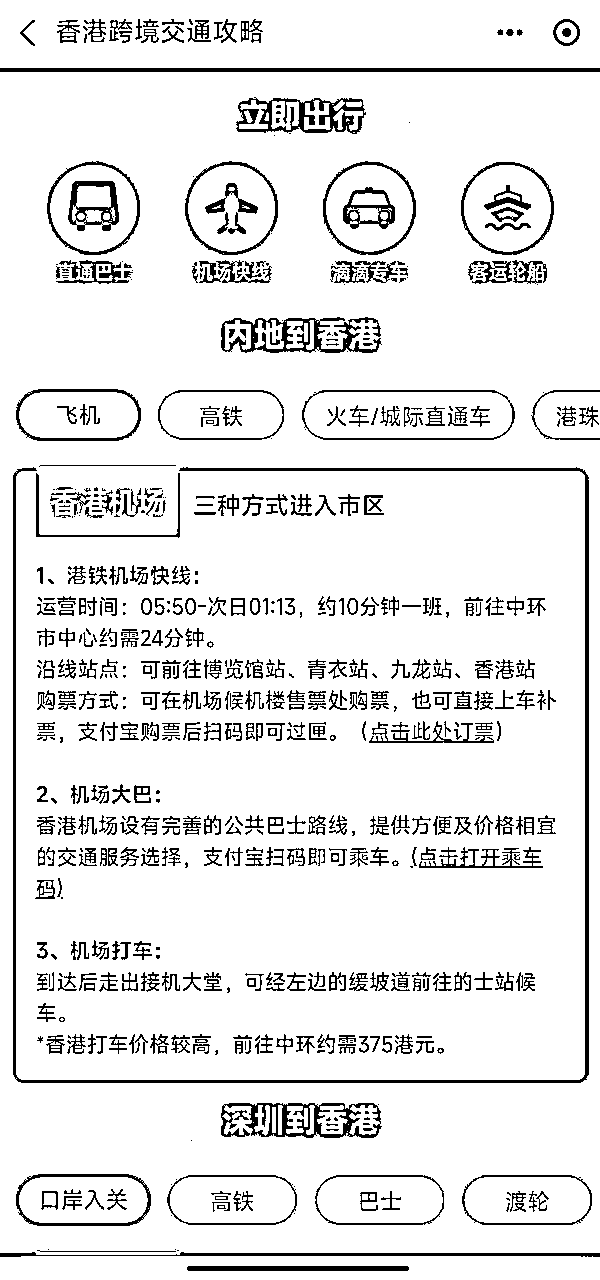 香港跨境交通攻略
立即出行
直通巴士 机场快线 滴滴专车 客运轮船
内地到香港
飞机 高铁 火车/城际直通车 港珠
香港机场 三种方式进入市区
1、港铁机场快线：
运营时间：05:50-次日01:13，约10分钟一班，前往中环
市中心约需24分钟。
沿线站点：可前往博览馆站、青衣站、九龙站、香港站
购票方式：可在机场候机楼售票处购票，也可直接上车补
票，支付宝购票后扫码即可过匣。（点击此处订票）
2、机场大巴：
香港机场设有完善的公共巴士路线，提供方便及价格相宜
的交通服务选择，支付宝扫码即可乘车。(点击打开乘车
码)
3、机场打车：
到达后走出接机大堂，可经左边的缓坡道前往的士站候
车。
*香港打车价格较高，前往中环约需375港元。
深圳到香港
口岸入关 高铁 巴士 渡轮